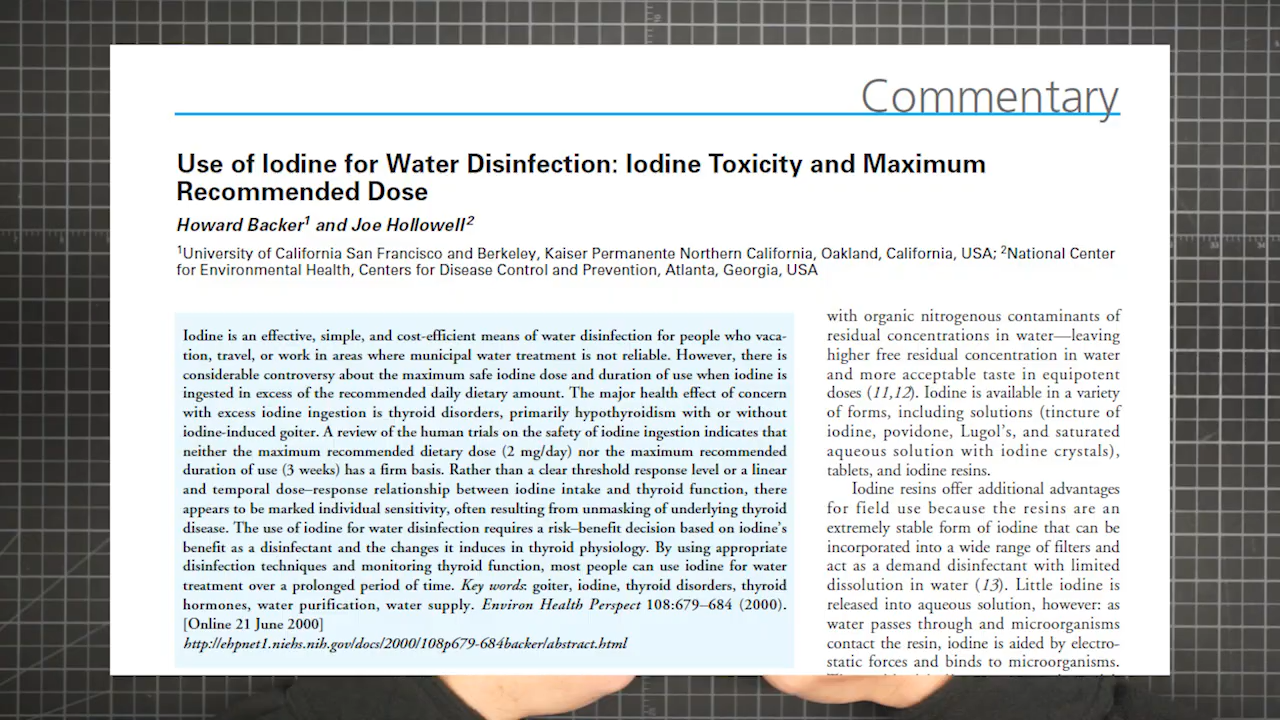 Commentary
Use of Iodine for Water Disinfection: Iodine Toxicity and Maximum
Recommended Dose
Howard Backer1 and Joe Hollowell2
1University of California San Francisco and Berkeley, Kaiser Permanente Northern California, Oakland, California, USA; 2National Center
for Environmental Health, Centers for Disease Control and Prevention, Atlanta, Georgia, USA
Iodine is an effective, simple, and cost-efficient means of water disinfection for people who vaca-
tion, travel, or work in areas where municipal water treatment is not reliable. However, there is
considerable controversy about the maximum safe iodine dose and duration of use when iodine is
ingested in excess of the recommended daily dietary amount. The major health effect of concern
with excess iodine ingestion is thyroid disorders, primarily hypothyroidism with or without
iodine-induced goiter. A review of the human trials on the safety of iodine ingestion indicates that
neither the maximum recommended dietary dose (2 mg/day) nor the maximum recommended
duration of use (3 weeks) has a firm basis. Rather than a clear threshold response level or a linear
and temporal dose–response relationship between iodine intake and thyroid function, there
appears to be marked individual sensitivity, often resulting from unmasking of underlying thyroid
disease. The use of iodine for water disinfection requires a risk–benefit decision based on iodine's
benefit as a disinfectant and the changes it induces in thyroid physiology. By using appropriate
disinfection techniques and monitoring thyroid function, most people can use iodine for water
treatment over a prolonged period of time. Key words: goiter, iodine, thyroid disorders, thyroid
hormones, water purification, water supply. Environ Health Perspect 108:679–684 (2000).
[Online 21 June 2000]
http://ehpnet1.niehs.nih.gov/docs/2000/108p679-684backer/abstract.html
with organic nitrogenous contaminants of
residual concentrations in water—leaving
higher free residual concentration in water
and more acceptable taste in equipotent
doses (11,12). Iodine is available in a variety
of forms, including solutions (tincture of
iodine, povidone, Lugol's, and saturated
aqueous solution with iodine crystals),
tablets, and iodine resins.
Iodine resins offer additional advantages
for field use because the resins are an
extremely stable form of iodine that can be
incorporated into a wide range of filters and
act as a demand disinfectant with limited
dissolution in water (13). Little iodine is
released into aqueous solution, however: as
water passes through and microorganisms
contact the resin, iodine is aided by electro-
static forces and binds to microorganisms.